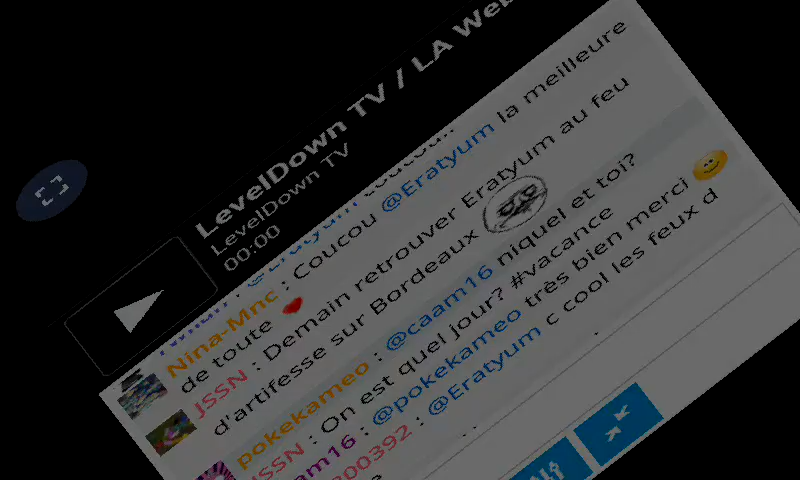 LevelDown TV / LA We
LevelDown TV
00:00
Nina-Mnc : Coucou @Eratyum la meilleure
de toute
JSSN : Demain retrouver Eratyum au feu
d'artifesse sur Bordeaux
pokekameo : @caam16 niquel et toi?
JSSN : On est quel jour? #vacance
am16 : @pokekameo très bien merci
00392 : @Eratyum c cool les feux d